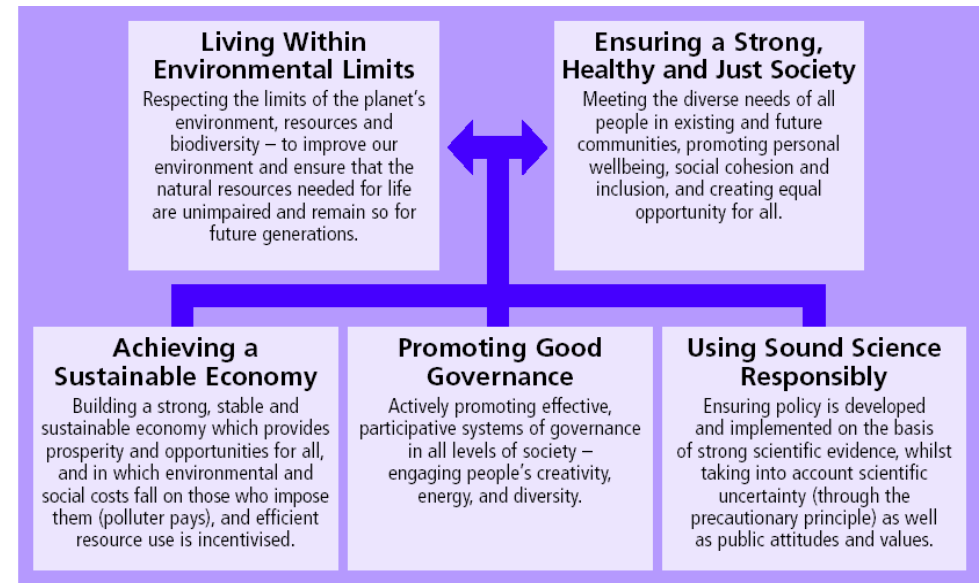 Living Within
Environmental Limits
Respecting the limits of the planet's
environment, resources and
biodiversity – to improve our
environment and ensure that the
natural resources needed for life
are unimpaired and remain so for
future generations.
Ensuring a Strong,
Healthy and Just Society
Meeting the diverse needs of all
people in existing and future
communities, promoting personal
wellbeing, social cohesion and
inclusion, and creating equal
opportunity for all.
Achieving a
Sustainable Economy
Building a strong, stable and
sustainable economy which provides
prosperity and opportunities for all,
and in which environmental and
social costs fall on those who impose
them (polluter pays), and efficient
resource use is incentivised.
Promoting Good
Governance
Actively promoting effective,
participative systems of governance
in all levels of society –
engaging people's creativity,
energy, and diversity.
Using Sound Science
Responsibly
Ensuring policy is developed
and implemented on the basis
of strong scientific evidence, whilst
taking into account scientific
uncertainty (through the
precautionary principle) as well
as public attitudes and values.